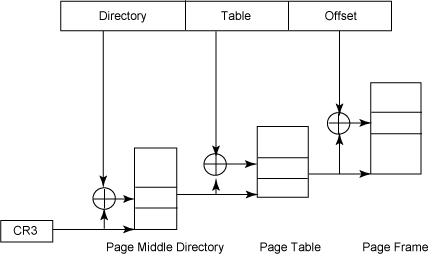 Directory Table Offset
CR3
Page Middle Directory Page Table Page Frame